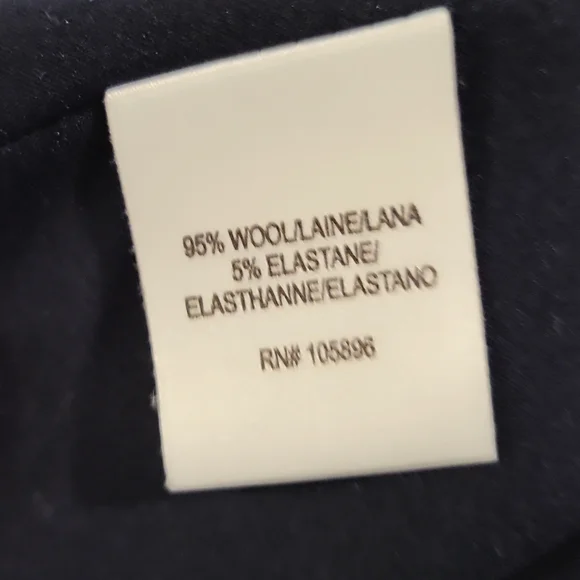 95% WOOL/LAINE/LANA
5% ELASTANE/
ELASTHANNE/ELASTANO
RN# 105896